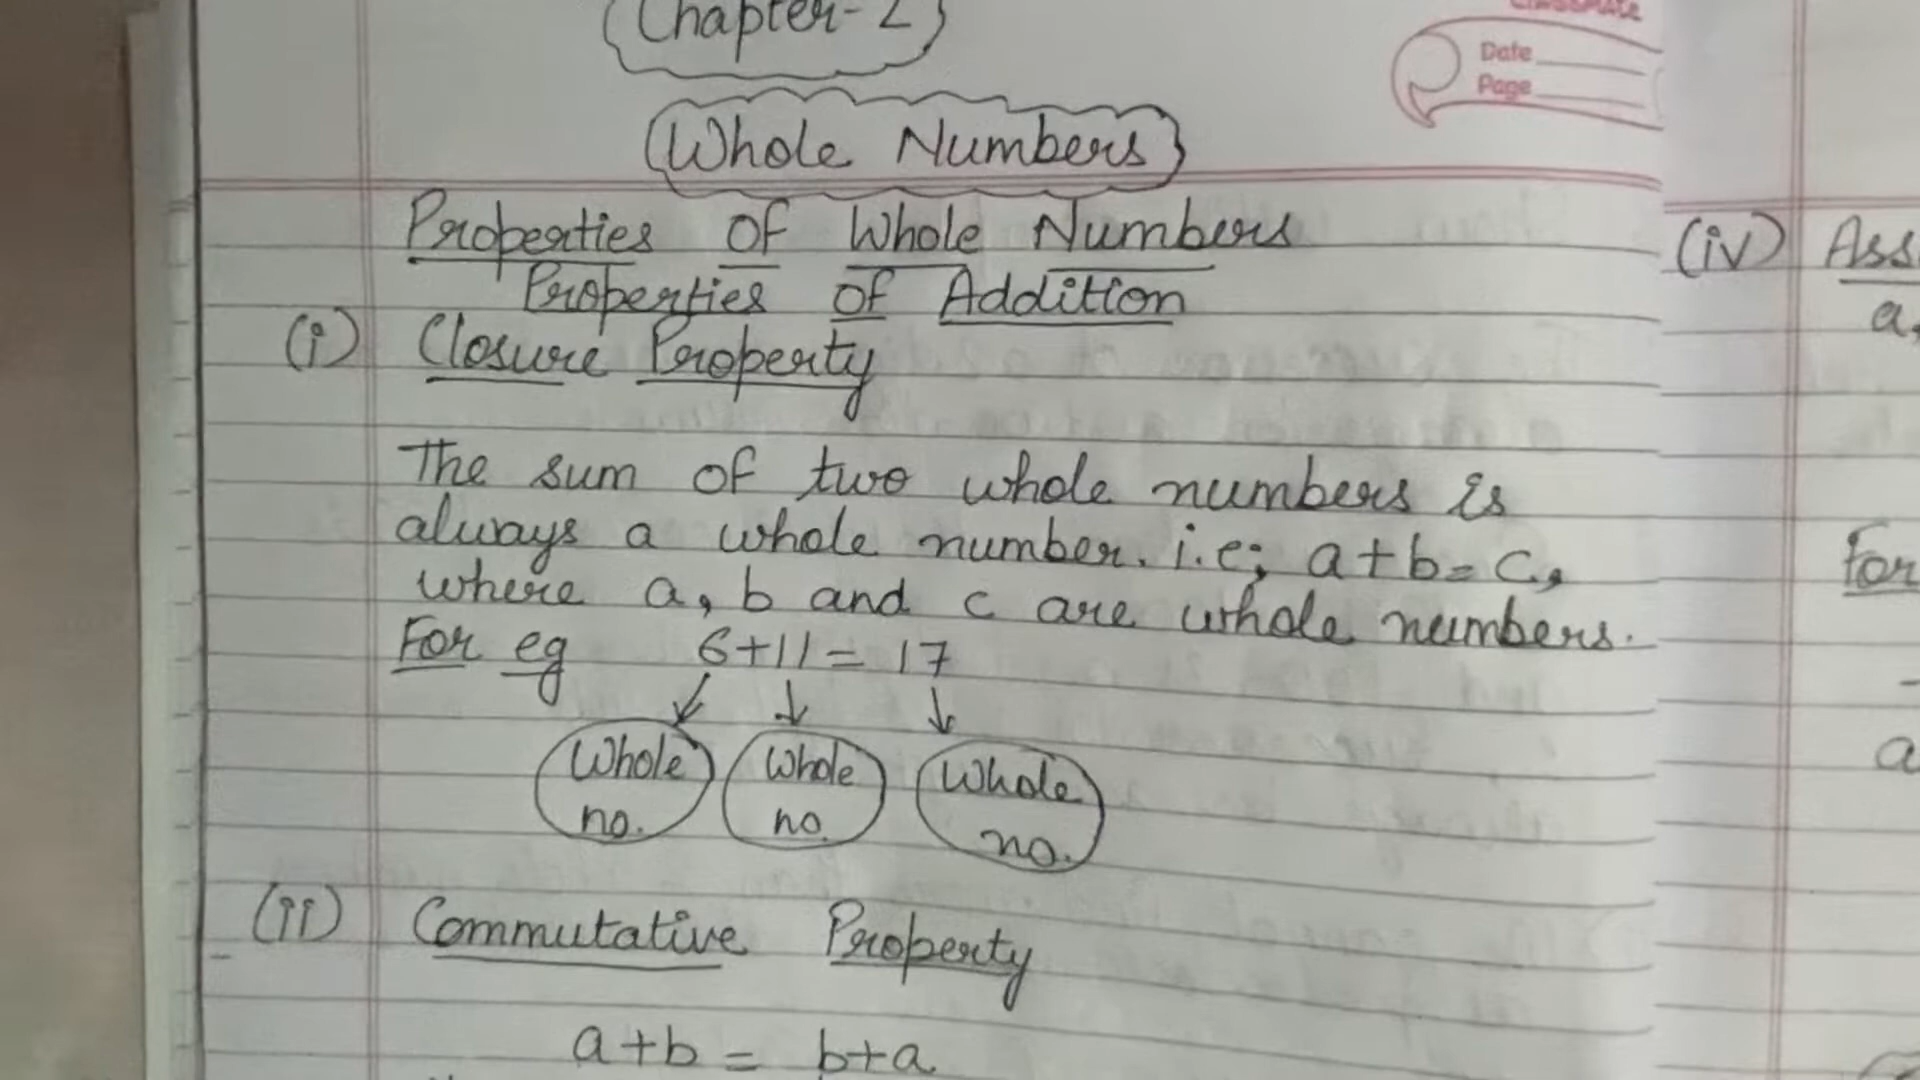 Chapter-2
Classmate
Date
Page
Whole Numbers
Properties of Whole Numbers
Properties of Addition
(i) Closure Property
The sum of two whole numbers is
always a whole number. i.e; a+b=c,
where a, b and c are whole numbers.
For eg 6+11 = 17
Whole no. Whole no. Whole no.
(ii) Commutative Property
a+b = b+a
(iv) Ass
a,
For
a